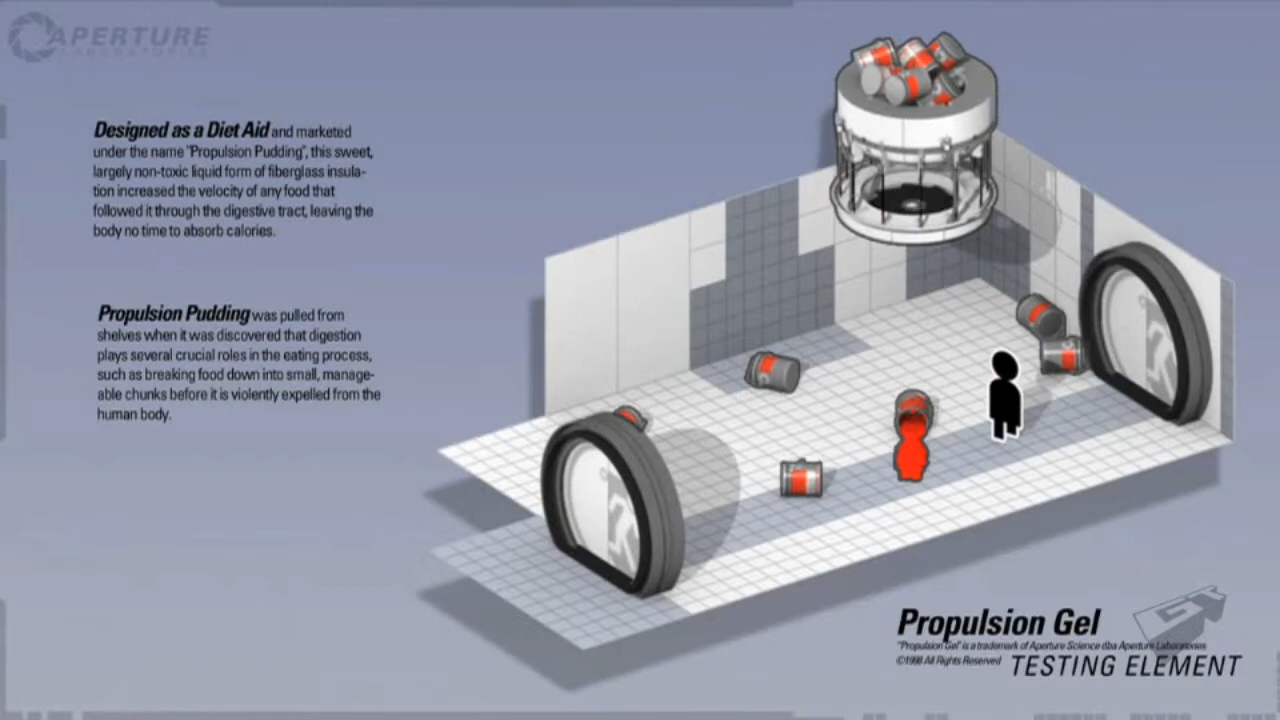 APERTURE
LABORATORIES
Designed as a Diet Aid and marketed
under the name "Propulsion Pudding", this sweet,
largely non-toxic liquid form of fiberglass insula-
tion increased the velocity of any food that
followed it through the digestive tract, leaving the
body no time to absorb calories.
Propulsion Pudding was pulled from
shelves when it was discovered that digestion
plays several crucial roles in the eating process,
such as breaking food down into small, manage-
able chunks before it is violently expelled from the
human body.
Propulsion Gel
"Propulsion Gel" is a trademark of Aperture Science dba Aperture Laboratories
©1998 All Rights Reserved
TESTING ELEMENT